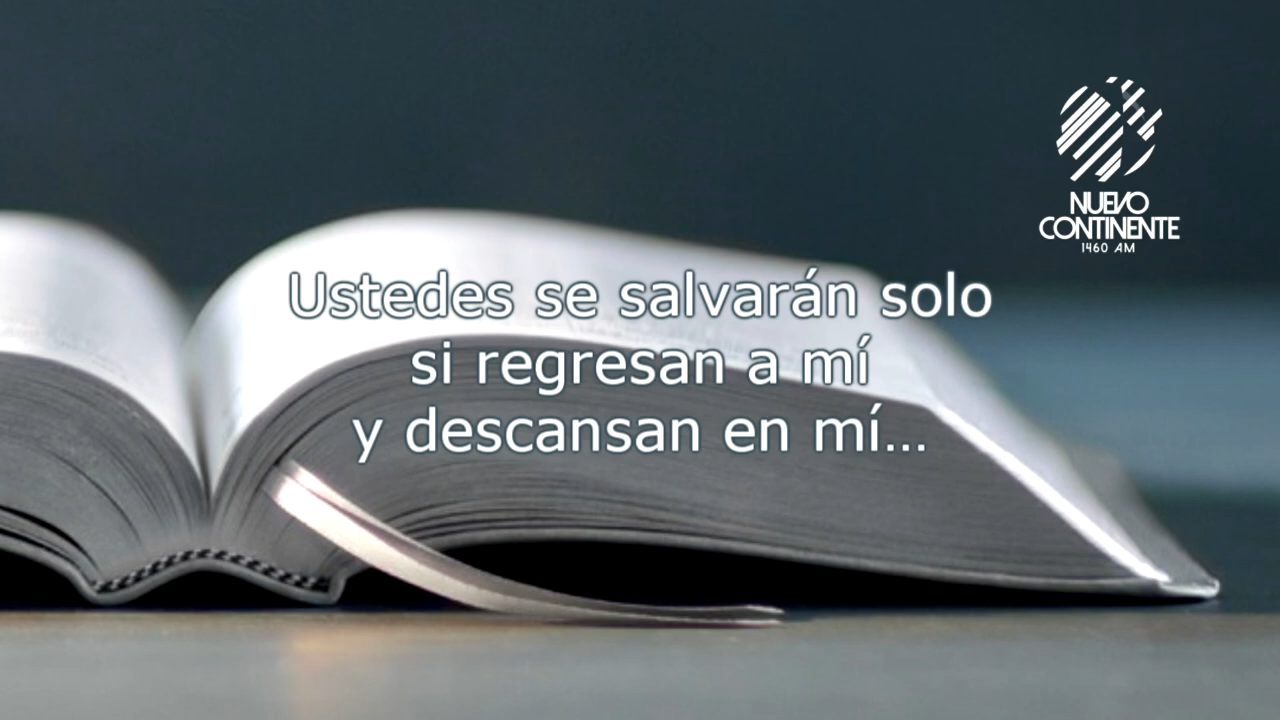 NUEVO
CONTINENTE
1460 AM
Ustedes se salvarán solo
si regresan a mí
y descansan en mí...